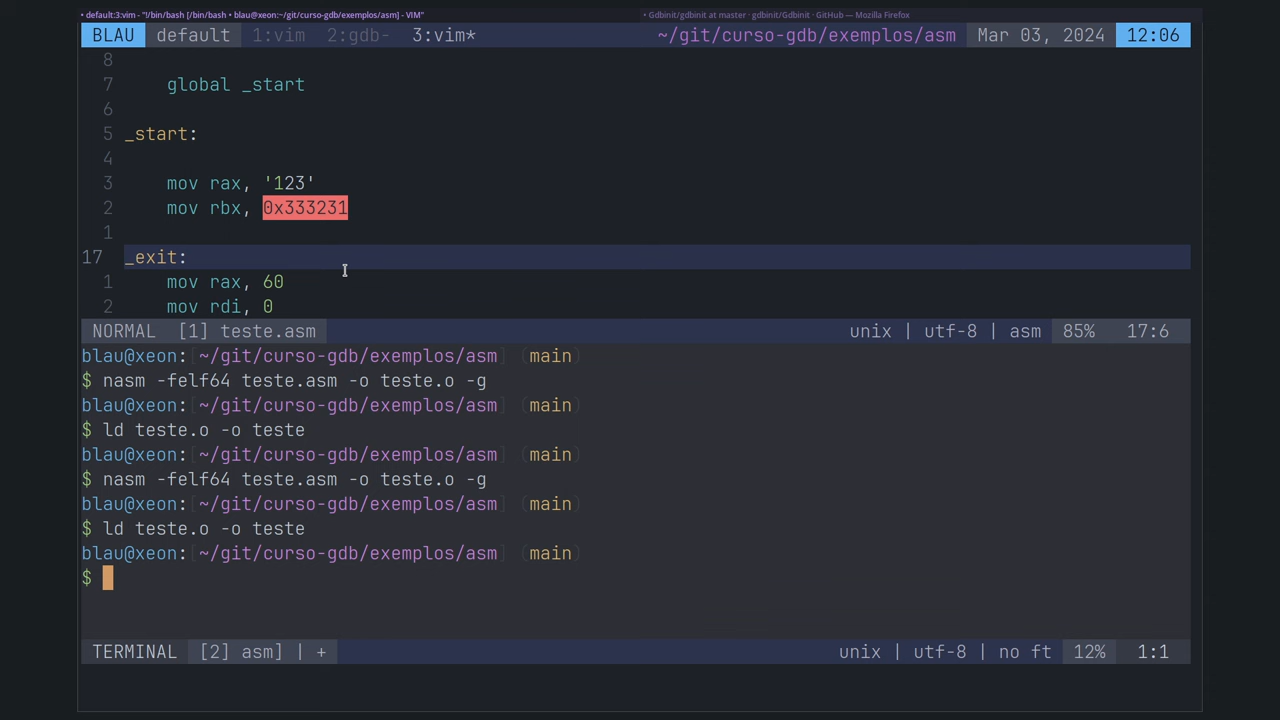 • default:3:vim - "!/bin/bash [/bin/bash • blau@xeon:~/git/curso-gdb/exemplos/asm] - VIM)" • Gdbinit/gdbinit at master · gdbinit/Gdbinit · GitHub — Mozilla Firefox
BLAU default 1:vim 2:gdb- 3:vim* ~/git/curso-gdb/exemplos/asm Mar 03, 2024 12:06
8
7 global _start
6
5 _start:
4
3 mov rax, '123'
2 mov rbx, 0x333231
1
17 _exit:
1 mov rax, 60
2 mov rdi, 0
NORMAL [1] teste.asm unix | utf-8 | asm 85% 17:6
blau@xeon:[~/git/curso-gdb/exemplos/asm] (main)
$ nasm -felf64 teste.asm -o teste.o -g
blau@xeon:[~/git/curso-gdb/exemplos/asm] (main)
$ ld teste.o -o teste
blau@xeon:[~/git/curso-gdb/exemplos/asm] (main)
$ nasm -felf64 teste.asm -o teste.o -g
blau@xeon:[~/git/curso-gdb/exemplos/asm] (main)
$ ld teste.o -o teste
blau@xeon:[~/git/curso-gdb/exemplos/asm] (main)
$
TERMINAL [2] asm] | + unix | utf-8 | no ft 12% 1:1